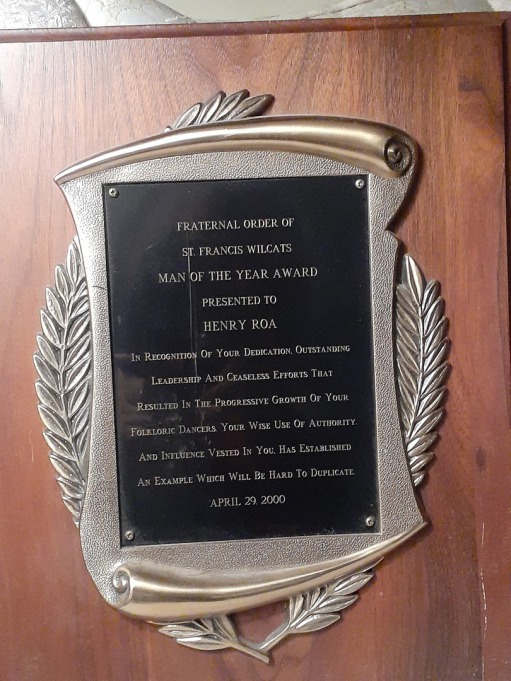 FRATERNAL ORDER OF
ST. FRANCIS WILCATS
MAN OF THE YEAR AWARD
PRESENTED TO
HENRY ROA
IN RECOGNITION OF YOUR DEDICATION, OUTSTANDING
LEADERSHIP AND CEASELESS EFFORTS THAT
RESULTED IN THE PROGRESSIVE GROWTH OF YOUR
FOLKLORIC DANCERS. YOUR WISE USE OF AUTHORITY
AND INFLUENCE VESTED IN YOU, HAS ESTABLISHED
AN EXAMPLE WHICH WILL BE HARD TO DUPLICATE.
APRIL 29, 2000